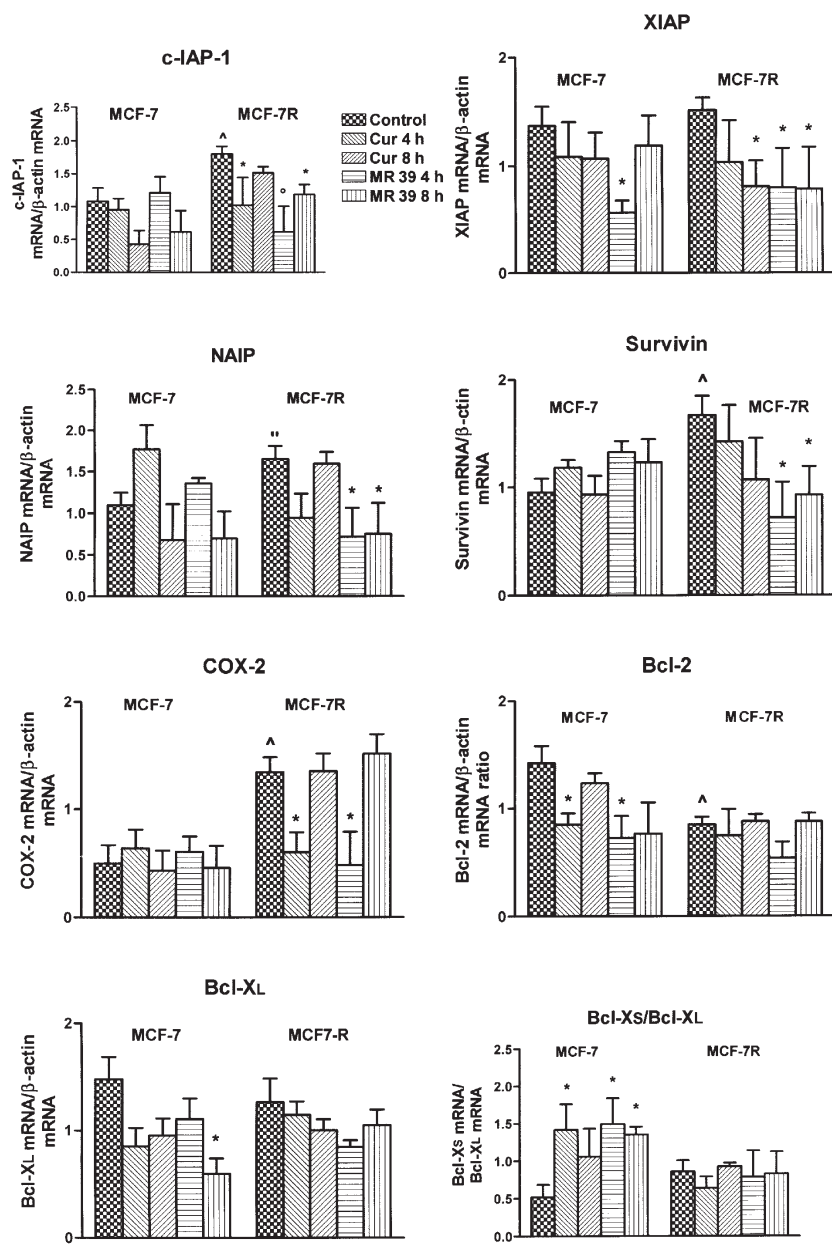 c-IAP-1
MCF-7
MCF-7R
c-IAP-1
mRNA/β-actin mRNA
2.5
2.0
1.5
1.0
0.5
0.0
^
*
°
*
Control
Cur 4 h
Cur 8 h
MR 39 4 h
MR 39 8 h
XIAP
MCF-7
MCF-7R
XIAP mRNA/β-actin
mRNA
2
1
0
*
*
*
*
NAIP
MCF-7
MCF-7R
NAIP mRNA/β-actin
mRNA
2.5
2.0
1.5
1.0
0.5
0.0
"
*
*
Survivin
MCF-7
MCF-7R
Survivin mRNA/β-ctin
mRNA
2
1
0
^
*
*
COX-2
MCF-7
MCF-7R
COX-2 mRNA/β-actin
mRNA
2
1
0
^
*
*
Bcl-2
MCF-7
MCF-7R
Bcl-2 mRNA/β-actin
mRNA ratio
2
1
0
*
*
^
Bcl-XL
MCF-7
MCF7-R
Bcl-XL mRNA/β-actin
mRNA
2
1
0
*
Bcl-Xs/Bcl-XL
MCF-7
MCF-7R
Bcl-Xs mRNA/
Bcl-XL mRNA
2.5
2.0
1.5
1.0
0.5
0.0
*
*
*